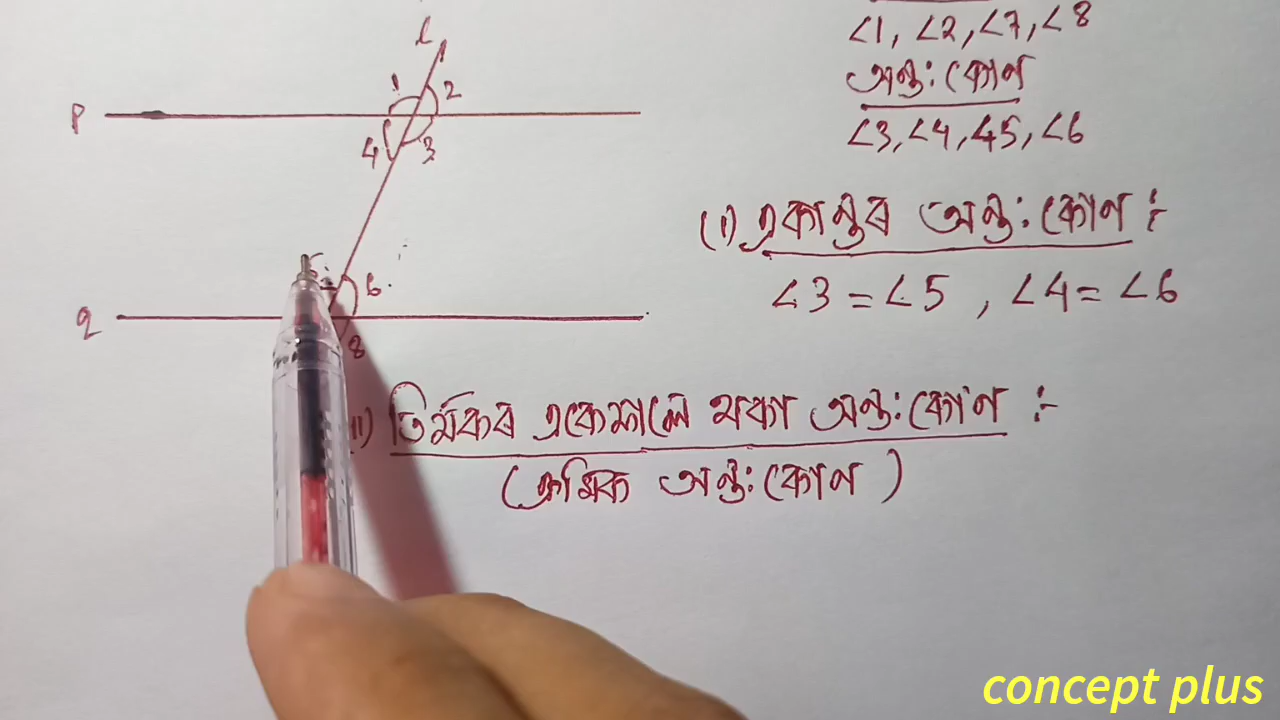 ∠1, ∠2, ∠7, ∠8
অন্তঃকোণ
∠3, ∠4, ∠5, ∠6
l
1 2
P
4 3
(i) একান্তৰ অন্তঃকোণ :-
∠3 = ∠5 , ∠4 = ∠6
5 6
q
8
ii) তিৰ্যকৰ একেফালে থকা অন্তঃকোণ :-
(ক্ৰমিক অন্তঃকোণ )
concept plus